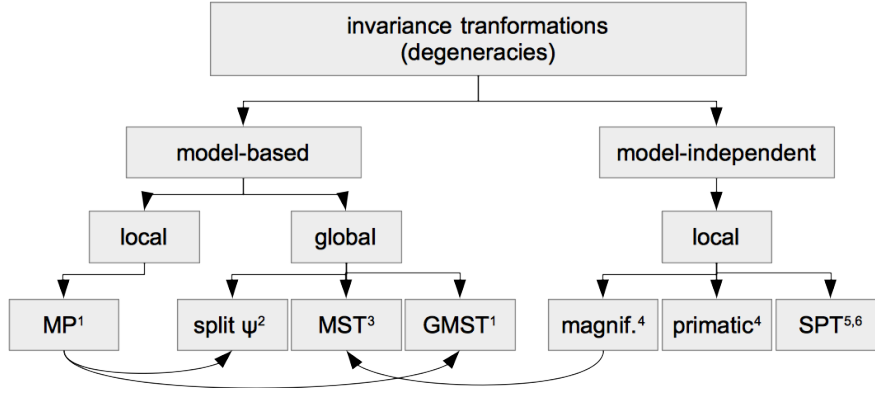 invariance tranformations
(degeneracies)
model-based
model-independent
local
global
local
MP¹
split ψ²
MST³
GMST¹
magnif.⁴
primatic⁴
SPT⁵,⁶